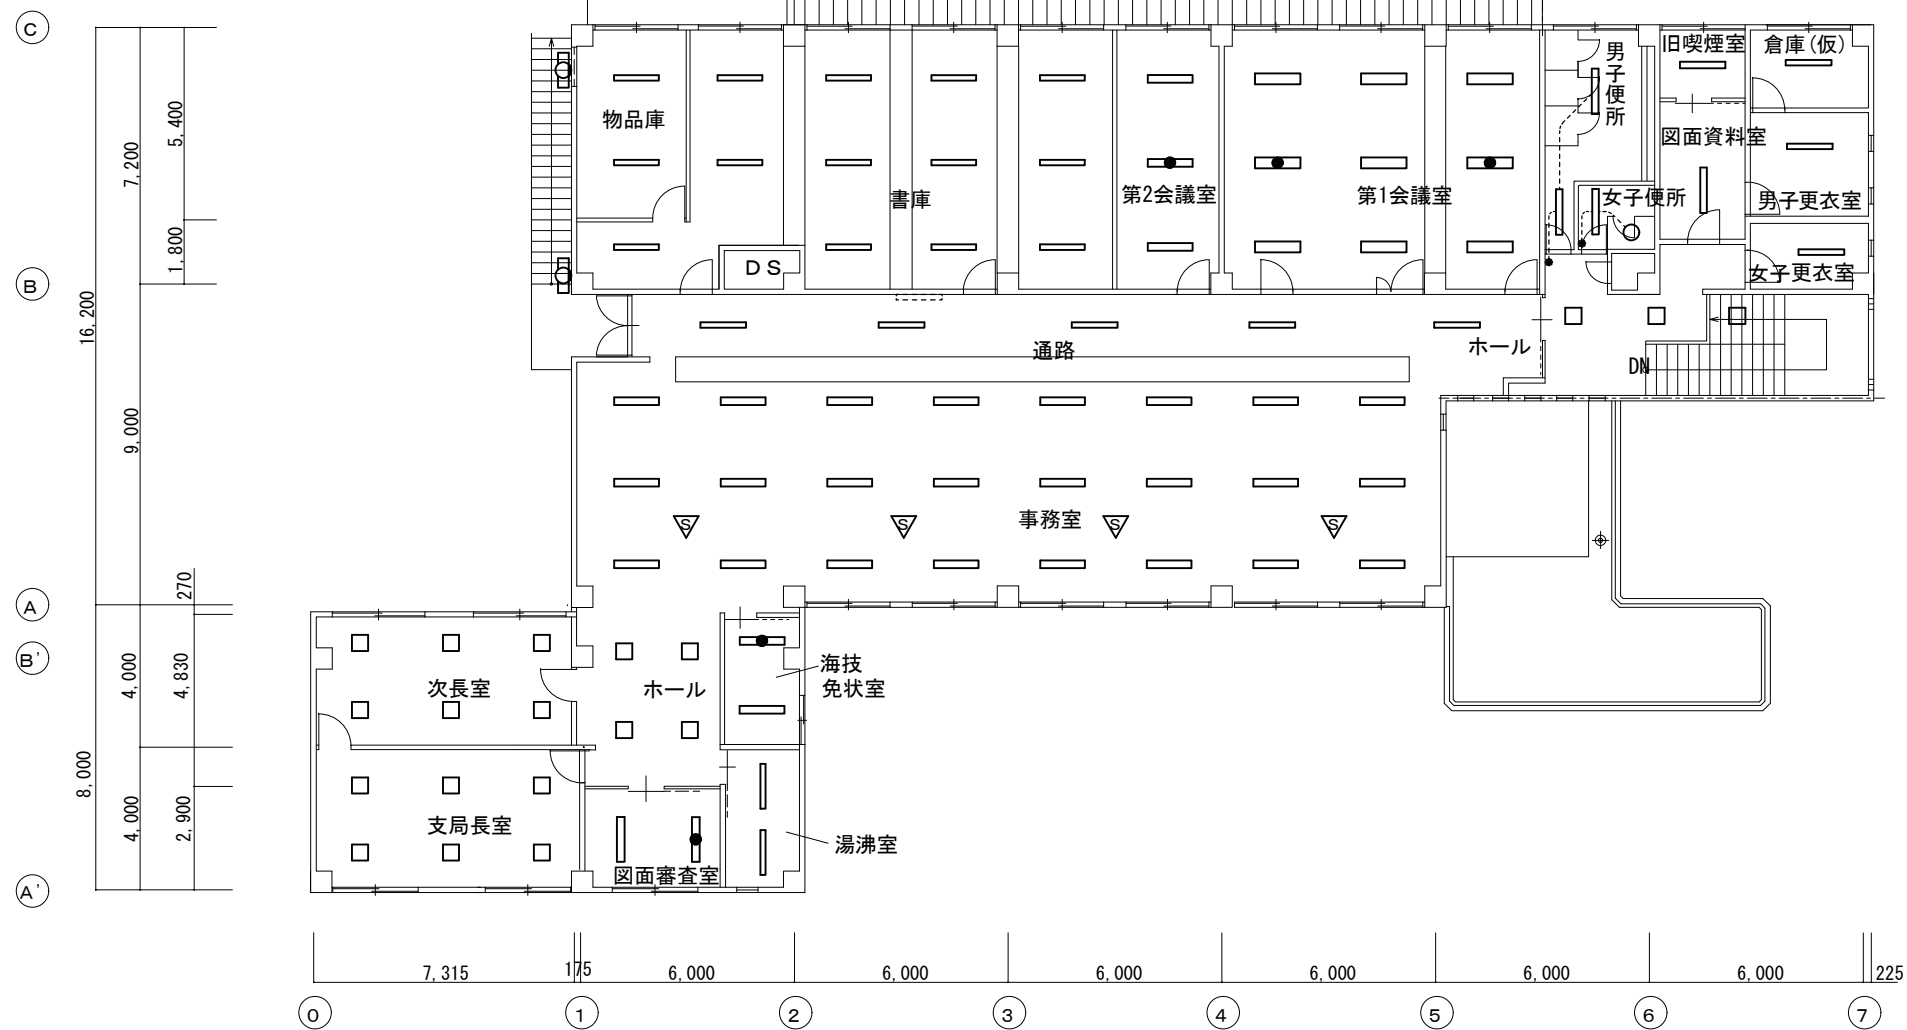 C
B
A
B'
A'
5,400
7,200
1,800
16,200
9,000
270
4,000
4,830
8,000
4,000
2,900
物品庫
DS
書庫
第2会議室
第1会議室
男子便所
女子便所
旧喫煙室
倉庫(仮)
図面資料室
男子更衣室
女子更衣室
通路
ホール
DN
事務室
S
S
S
S
次長室
ホール
海技
免状室
支局長室
図面審査室
湯沸室
7,315
175
6,000
6,000
6,000
6,000
6,000
6,000
225
0
1
2
3
4
5
6
7